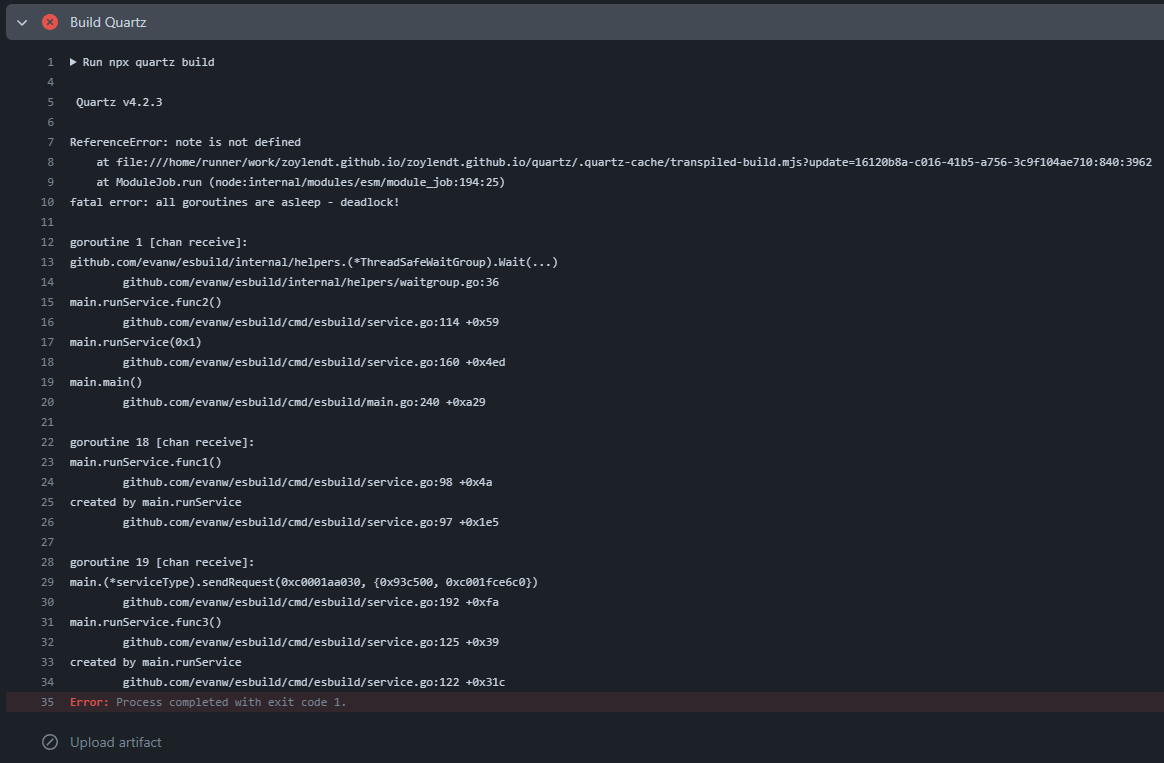 Build Quartz
1 ▶ Run npx quartz build
4
5 Quartz v4.2.3
6
7 ReferenceError: note is not defined
8 at file:///home/runner/work/zoylendt.github.io/zoylendt.github.io/quartz/.quartz-cache/transpiled-build.mjs?update=16120b8a-c016-41b5-a756-3c9f104ae710:840:3962
9 at ModuleJob.run (node:internal/modules/esm/module_job:194:25)
10 fatal error: all goroutines are asleep - deadlock!
11
12 goroutine 1 [chan receive]:
13 github.com/evanw/esbuild/internal/helpers.(*ThreadSafeWaitGroup).Wait(...)
14 github.com/evanw/esbuild/internal/helpers/waitgroup.go:36
15 main.runService.func2()
16 github.com/evanw/esbuild/cmd/esbuild/service.go:114 +0x59
17 main.runService(0x1)
18 github.com/evanw/esbuild/cmd/esbuild/service.go:160 +0x4ed
19 main.main()
20 github.com/evanw/esbuild/cmd/esbuild/main.go:240 +0xa29
21
22 goroutine 18 [chan receive]:
23 main.runService.func1()
24 github.com/evanw/esbuild/cmd/esbuild/service.go:98 +0x4a
25 created by main.runService
26 github.com/evanw/esbuild/cmd/esbuild/service.go:97 +0x1e5
27
28 goroutine 19 [chan receive]:
29 main.(*serviceType).sendRequest(0xc0001aa030, {0x93c500, 0xc001fce6c0})
30 github.com/evanw/esbuild/cmd/esbuild/service.go:192 +0xfa
31 main.runService.func3()
32 github.com/evanw/esbuild/cmd/esbuild/service.go:125 +0x39
33 created by main.runService
34 github.com/evanw/esbuild/cmd/esbuild/service.go:122 +0x31c
35 Error: Process completed with exit code 1.
Upload artifact